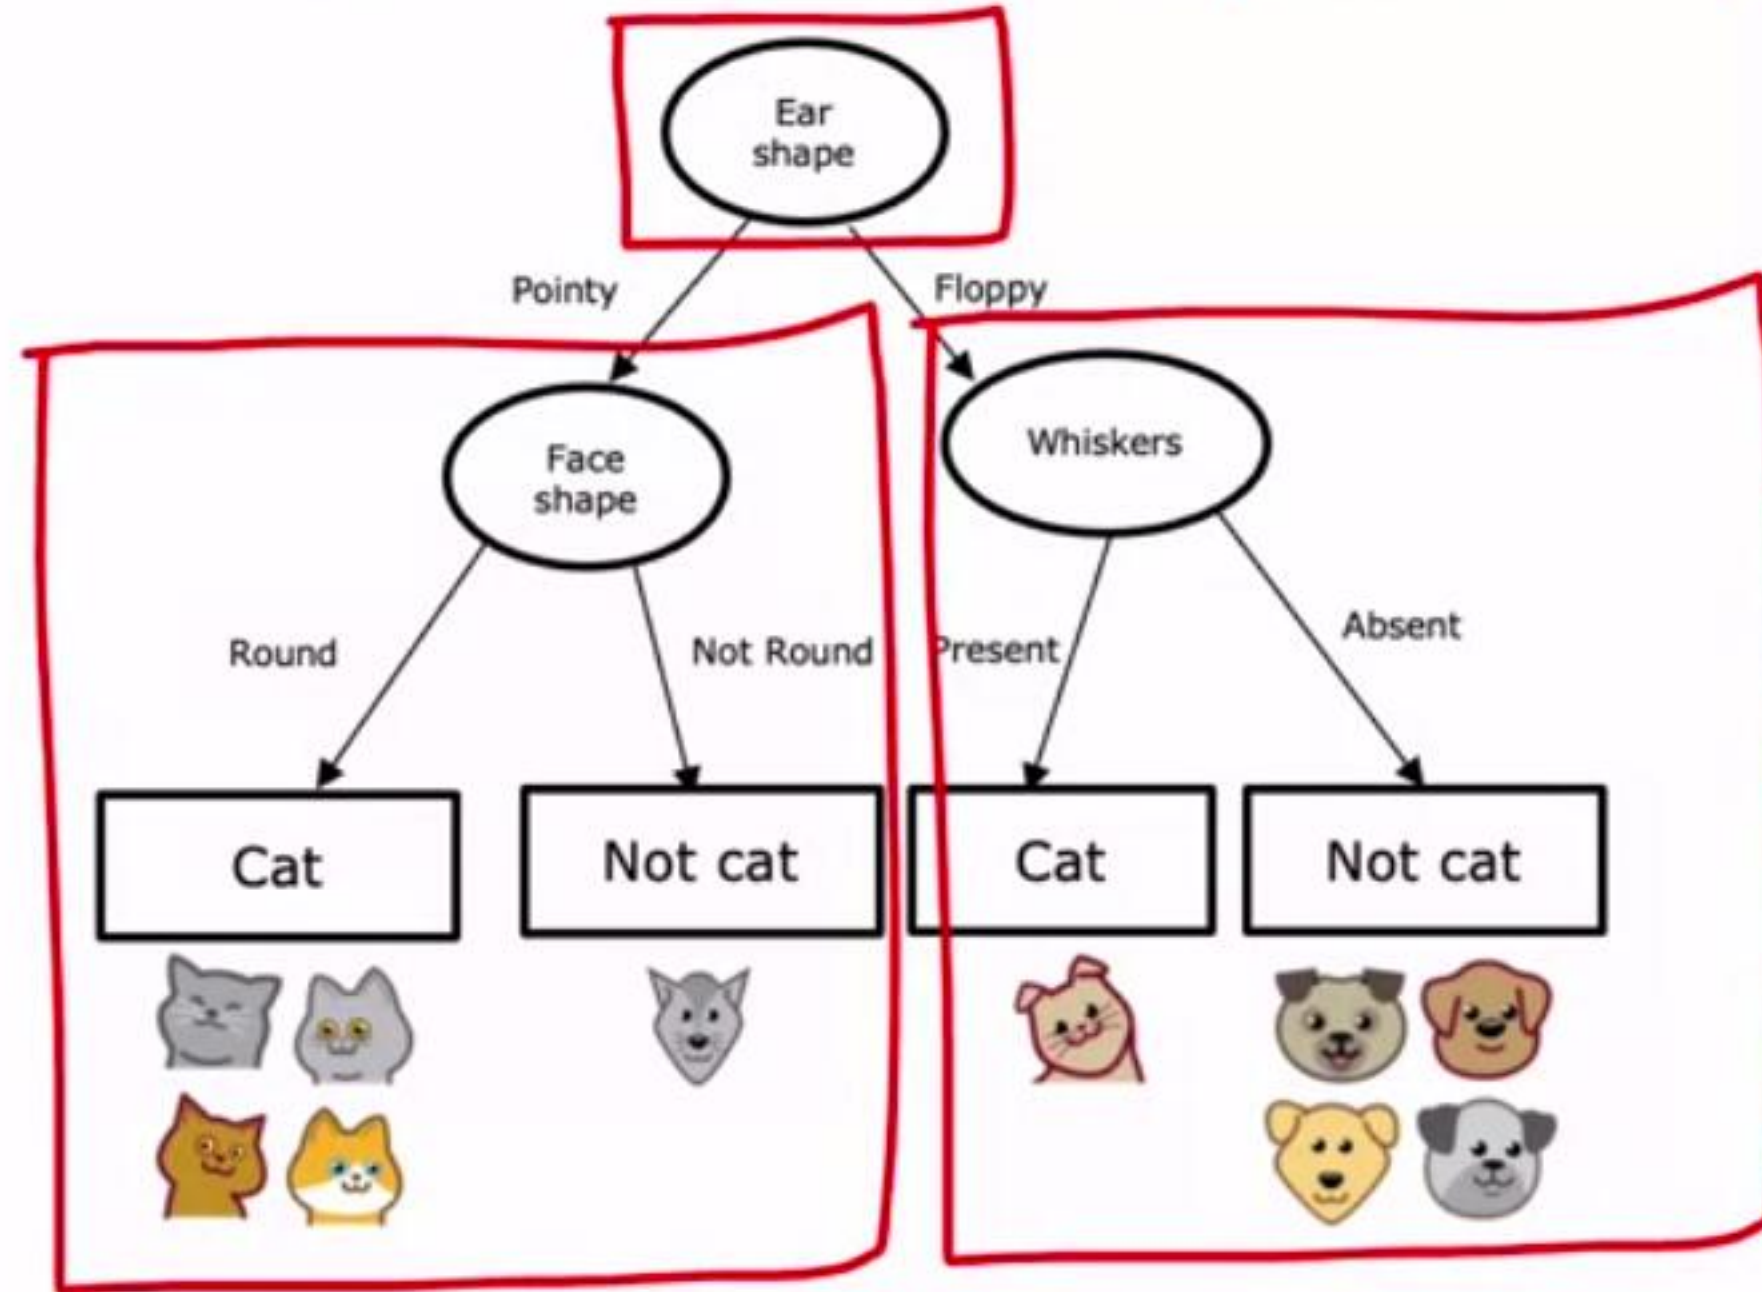 Ear
shape
Pointy
Floppy
Face
shape
Whiskers
Round
Not Round
Present
Absent
Cat
Not cat
Cat
Not cat